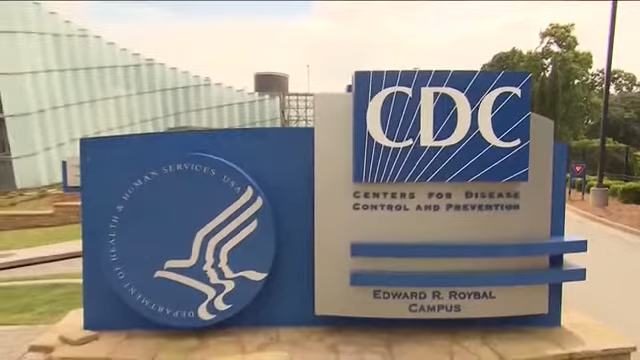 DEPARTMENT OF HEALTH & HUMAN SERVICES · USA
CDC
CENTERS FOR DISEASE
CONTROL AND PREVENTION
EDWARD R. ROYBAL
CAMPUS